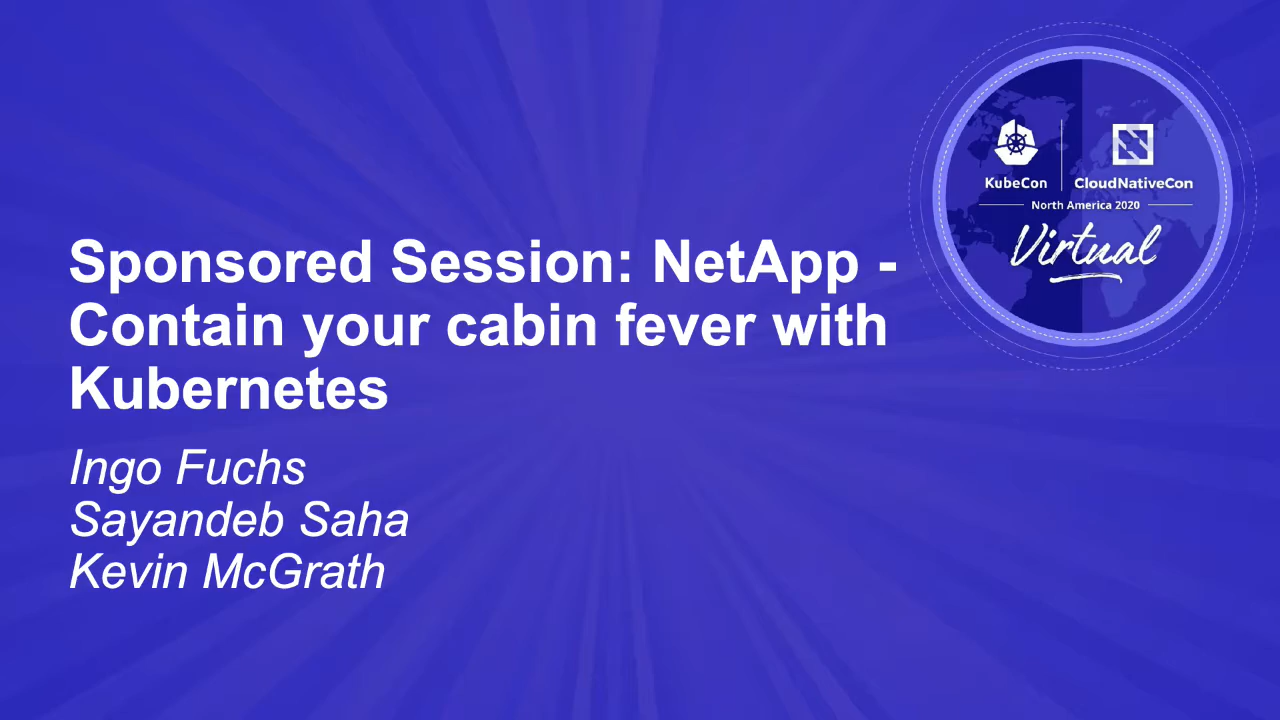 KubeCon
CloudNativeCon
North America 2020
Virtual
Sponsored Session: NetApp -
Contain your cabin fever with
Kubernetes
Ingo Fuchs
Sayandeb Saha
Kevin McGrath